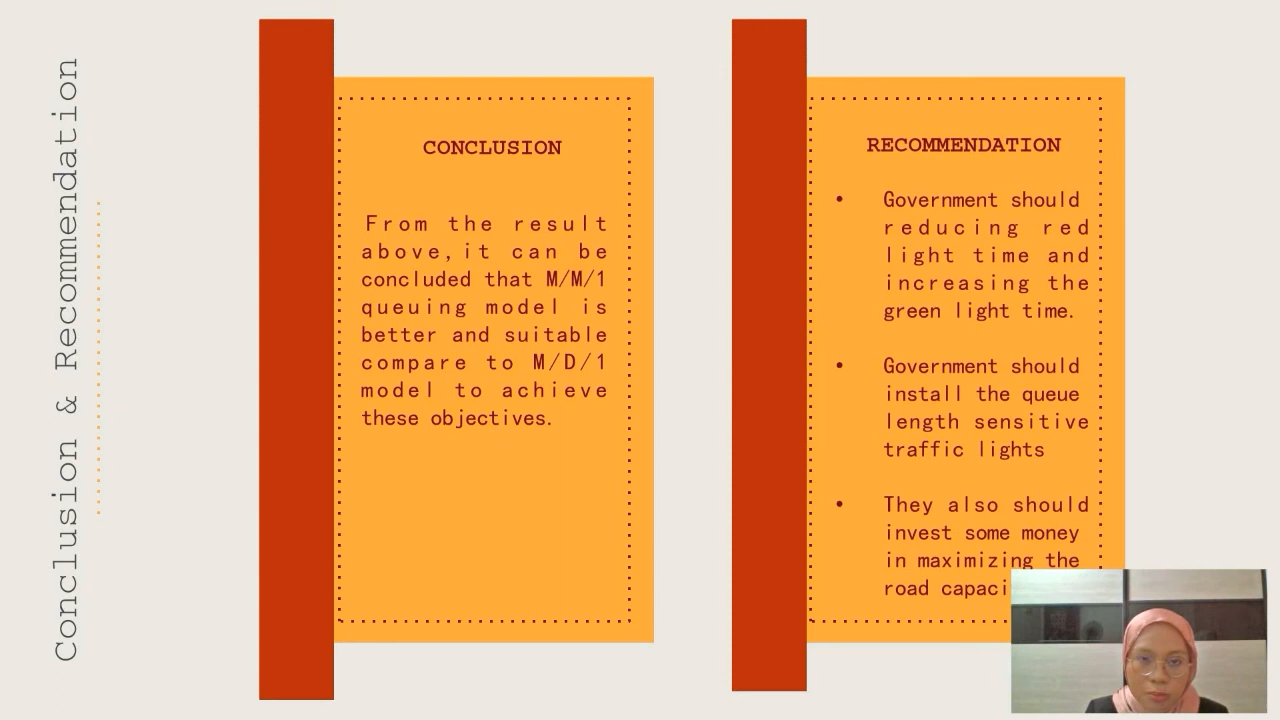 Conclusion & Recommendation
CONCLUSION
From the result
above,it can be
concluded that M/M/1
queuing model is
better and suitable
compare to M/D/1
model to achieve
these objectives.
RECOMMENDATION
• Government should
reducing red
light time and
increasing the
green light time.
• Government should
install the queue
length sensitive
traffic lights
• They also should
invest some money
in maximizing the
road